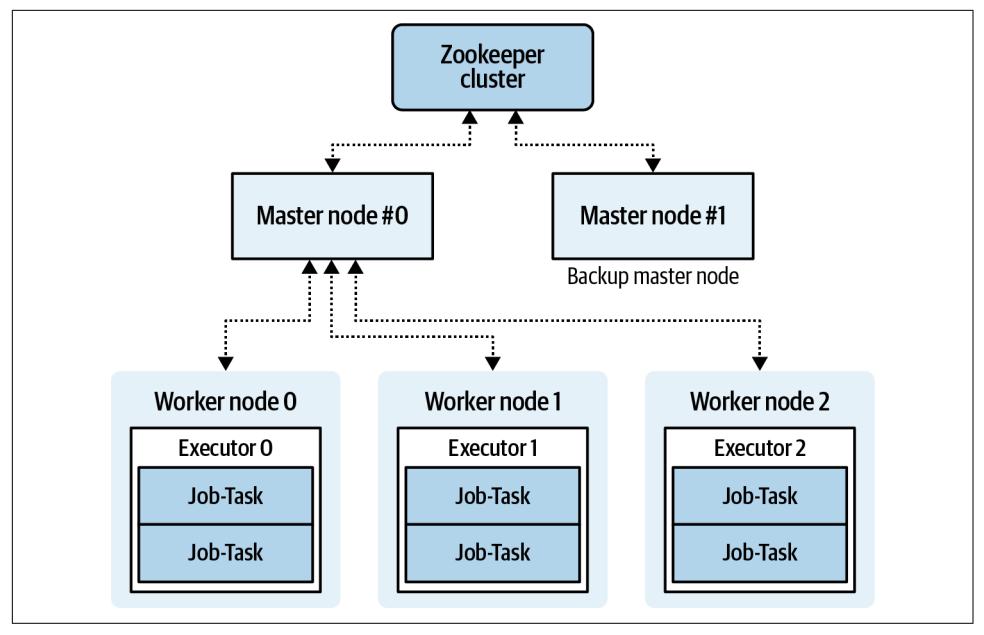 Zookeeper
cluster
Master node #0
Master node #1
Backup master node
Worker node 0
Worker node 1
Worker node 2
Executor 0
Executor 1
Executor 2
Job-Task
Job-Task
Job-Task
Job-Task
Job-Task
Job-Task